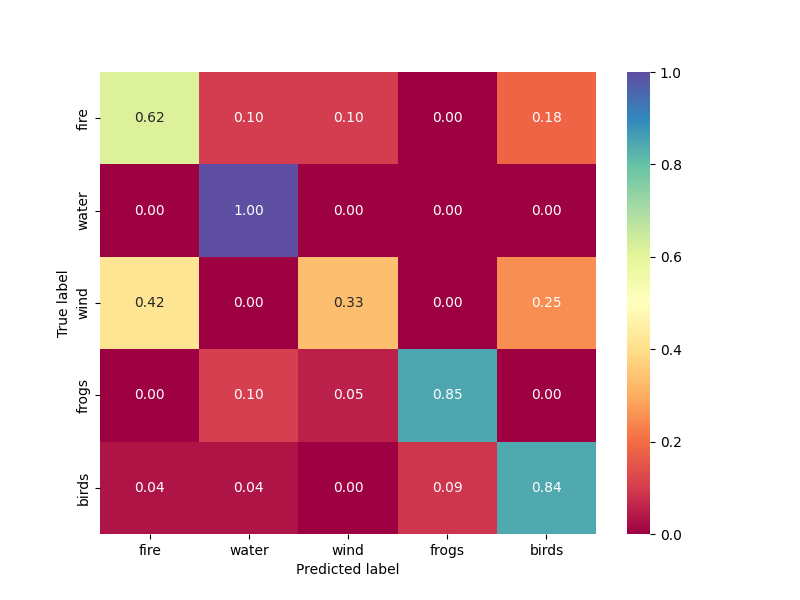 fire 0.62 0.10 0.10 0.00 0.18
water 0.00 1.00 0.00 0.00 0.00
wind 0.42 0.00 0.33 0.00 0.25
frogs 0.00 0.10 0.05 0.85 0.00
birds 0.04 0.04 0.00 0.09 0.84
fire water wind frogs birds
Predicted label
True label
1.0
0.8
0.6
0.4
0.2
0.0